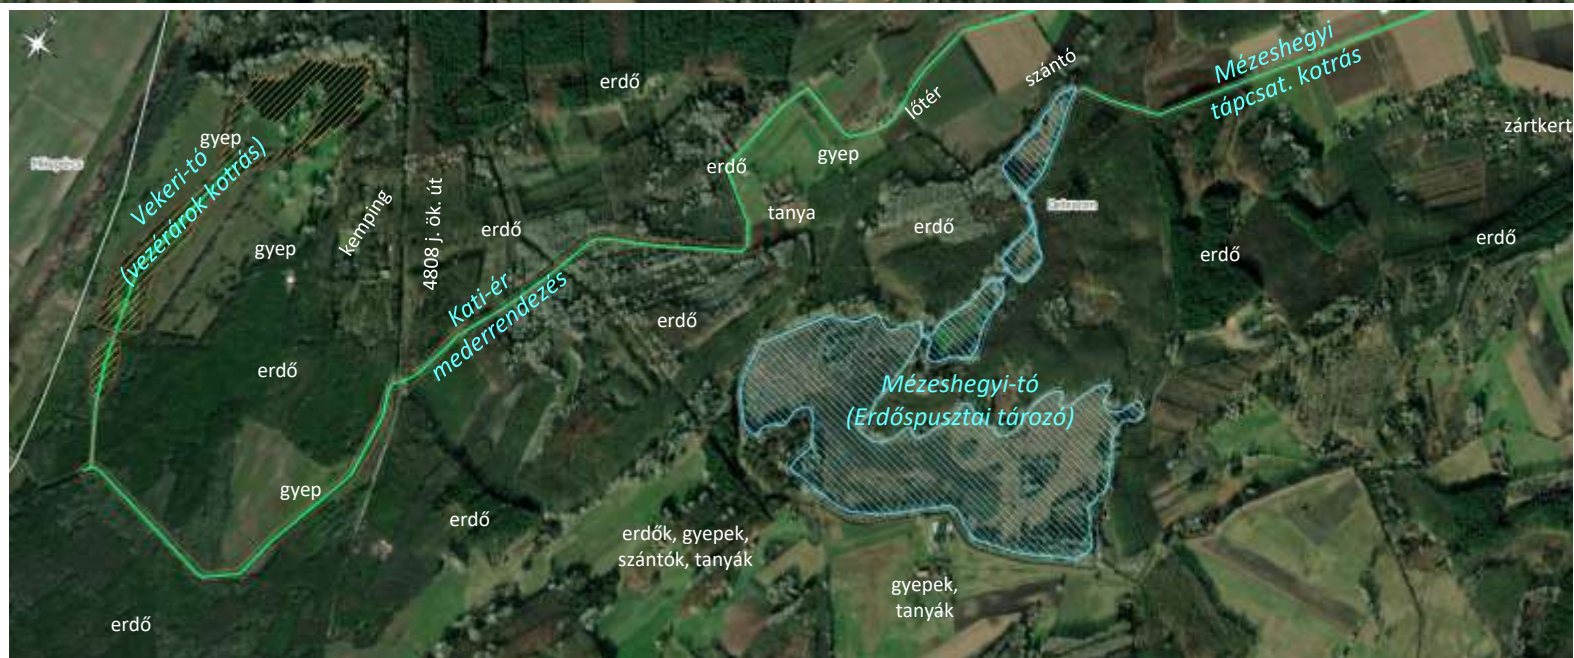 erdő
szántó
Mézeshegyi
tápcsat. kotrás
lőtér
zártkert
gyep
Vekeri-tó
(vezérárok kotrás)
erdő
gyep
kemping
4808 j. ök. út
erdő
tanya
erdő
erdő
erdő
gyep
Kati-ér
mederrendezés
erdő
erdő
Mézeshegyi-tó
(Erdőspusztai tározó)
gyep
erdő
erdők, gyepek,
szántók, tanyák
gyepek,
tanyák
erdő